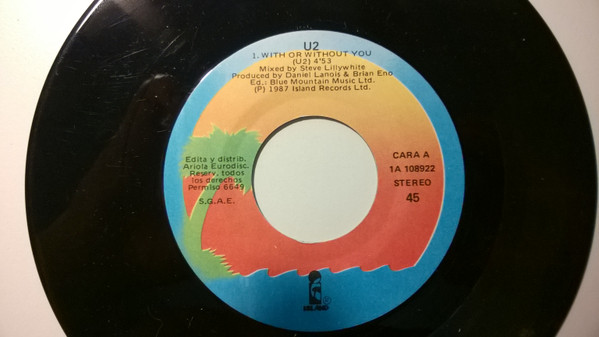 U2
1. WITH OR WITHOUT YOU
(U2) 4'53
Mixed by Steve Lillywhite
Produced by Daniel Lanois & Brian Eno
Ed.: Blue Mountain Music Ltd.
(P) 1987 Island Records Ltd.
Edita y distrib.
Ariola Eurodisc.
Reserv. todos
los derechos
Permiso 6649
S.G.A.E.
CARA A
1A 108922
STEREO
45
ISLAND
®